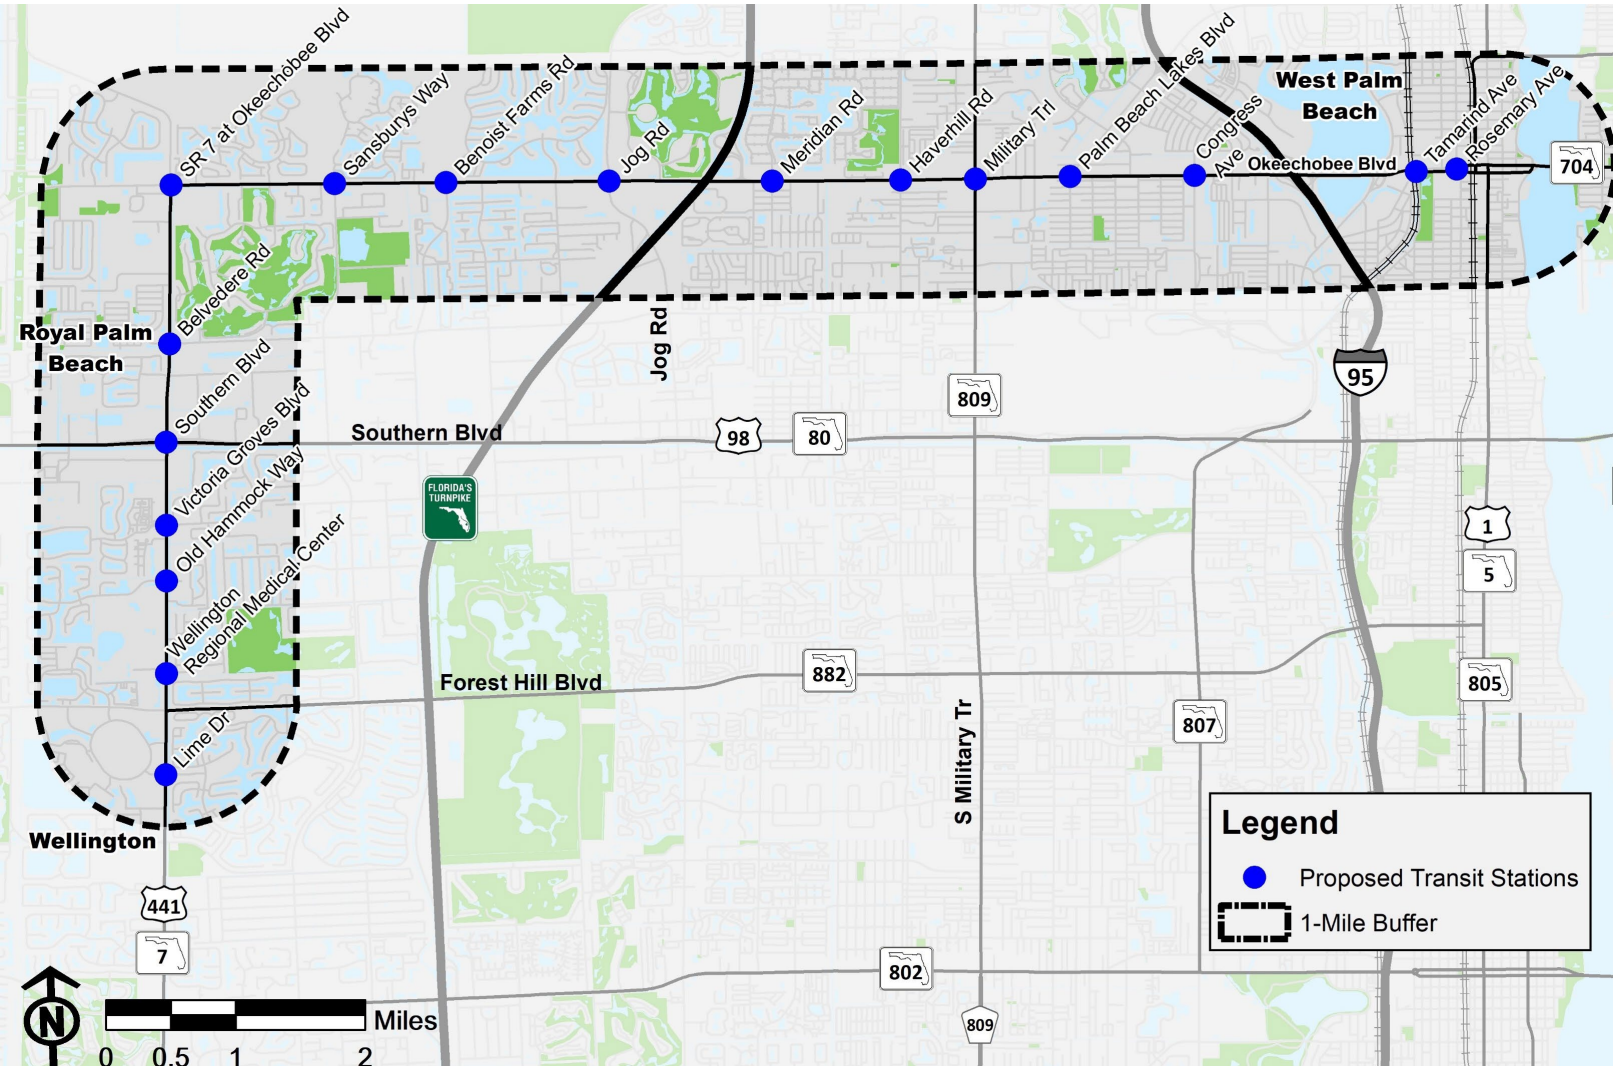 SR 7 at Okeechobee Blvd
Sansburys Way
Benoist Farms Rd
Jog Rd
Meridian Rd
Haverhill Rd
Military Trl
Palm Beach Lakes Blvd
Congress
Ave
Okeechobee Blvd
West Palm
Beach
Tamarind Ave
Rosemary Ave
704
Belvedere Rd
Royal Palm
Beach
Southern Blvd
Victoria Groves Blvd
Old Hammock Way
Wellington
Regional Medical Center
Lime Dr
Wellington
Jog Rd
Southern Blvd
98
80
809
95
FLORIDA'S
TURNPIKE
1
5
Forest Hill Blvd
882
805
807
S Military Tr
441
7
802
809
Legend
Proposed Transit Stations
1-Mile Buffer
N
Miles
0 0.5 1 2